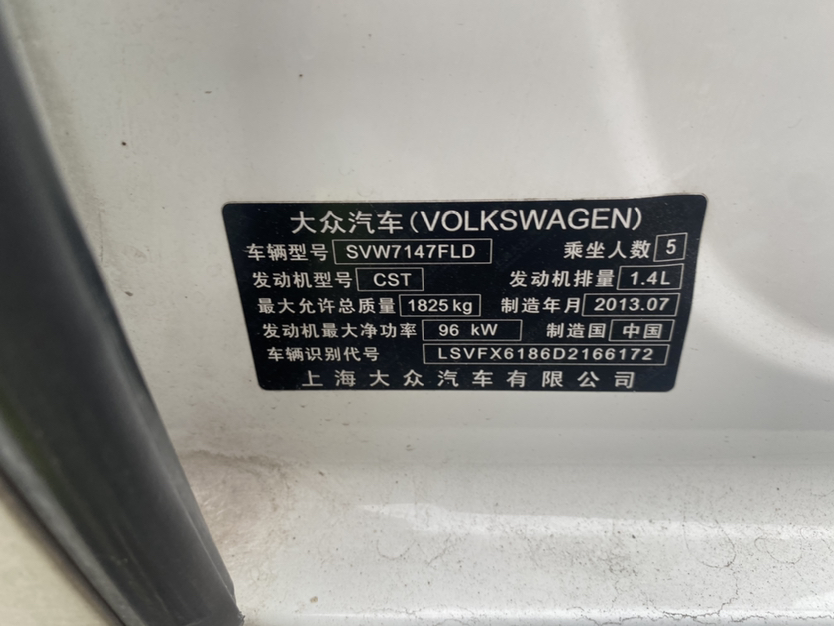 大众汽车(VOLKSWAGEN)
车辆型号 SVW7147FLD 乘坐人数 5
发动机型号 CST 发动机排量 1.4L
最大允许总质量 1825kg 制造年月 2013.07
发动机最大净功率 96 kW 制造国 中国
车辆识别代号 LSVFX6186D2166172
上海大众汽车有限公司